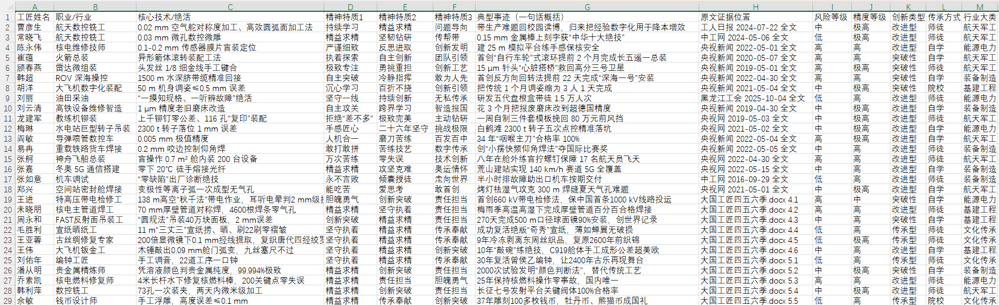 A B C D E F G H I J K L M
1 工匠姓名 职业/行业 核心技术/绝活 精神特质1 精神特质2 精神特质3 典型事迹（一句话概括） 原文证据位置 风险等级 精度等级 创新类型 传承方式 行业大类
2 曹彦生 航天数控铣工 0.02 mm 空气舵对称度加工、高效圆弧面加工法 持续学习 精益求精 问题导向 带生产难题回校园读博，归来把经验数字化用于降本增效 工人日报 2024-07-22 全文 中 极高 改进型 师徒 航天军工
3 常晓飞 航天数控铣工 0.03 mm 微孔数控微雕 精益求精 坚韧钻研 传帮带 0.15 mm 金属棒上刻字获“中华十大绝技” 中工网 2024-05-06 全文 低 极高 改进型 师徒 航天军工
4 陈永伟 核电维修技师 0.1-0.2 mm 传感器膜片盲装定位 严谨细致 反思进取 创新发明 建 25 m 模拟平台练手感保核安全 央视新闻 2022-05-01 全文 高 高 改进型 自学 能源电力
5 崔蕴 火箭总装 异形箭体滚转装配工法 执着探索 自主创新 团队引领 首创“自行车轮”式滚环提前 2 个月完成长五遥一总装 央视新闻 2020-05-07 全文 高 高 突破性 自学 航天军工
6 顾春燕 雷达微组装 头发丝 1/8 细金线手工键合 极致专注 勇挑重担 创新工艺 15 μm 针头“心脏搭桥”救回高分三号卫星 央视新闻 2019-05-01 全文 高 极高 突破性 师徒 航天军工
7 韩超 ROV 深海操控 1500 m 水深脐带缆精准回接 自主突破 冷静指挥 敢为人先 首创反方向回转法提前 22 天完成“深海一号”安装 央视新闻 2022-04-30 全文 高 高 突破性 自学 装备制造
8 胡洋 大飞机数字化装配 50 m 机身调姿≤0.5 mm 误差 沉心学习 百折不挠 创新引领 把传统 1 个月调姿缩为 3 人 1 天完成 央视新闻 2021-05-04 全文 中 极高 突破性 院校 基建工程
9 刘丽 油田采油 “一摸知规格、一听辨故障”绝活 坚守一线 持续创新 无私传承 研发五代盘根盒带徒 1.5 万人次 黑龙江工会 2025-10-04 全文 低 高 改进型 师徒 能源电力
10 刘云清 高铁设备维修智造 1 μm 精度老旧磨床改造 自主攻关 跨界学习 智造报国 花 3 个月把报废磨床改到超德国精度 央视新闻 2019-04-30 全文 中 极高 改进型 自学 装备制造
11 龙建军 教练机铆装 上千铆钉零公差、116 孔“复印”装配 拒绝“差不多” 极致完美 主动钻研 一周自制三件套模板挽回 80 万元前风挡 央视网 2019-05-03 全文 中 极高 改进型 师徒 航天军工
12 梅琳 水电站巨型转子吊装 2300 t 转子落位 1 mm 误差 手感匠心 二十六年坚守 挑战极限 白鹤滩 2300 t 转子五次点控精准落坑 央视网 2021-05-02 全文 中 极高 改进型 自学 能源电力
13 阎敏 导弹喷管数控车 0.005 mm 极值精度 人机合一 磨刀苦练 百发百中 34 年“咽喉主刀”合格率 100% 央视新闻 2022-05-04 全文 高 极高 改进型 师徒 航天军工
14 易冉 重载铁路货车焊接 0.2 mm 咬边控制仰角焊 敢打敢拼 苦练技艺 数字传承 创“小摆快频仰角焊法”夺国际比赛奖 央视新闻 2022-05-05 全文 中 高 改进型 师徒 装备制造
15 张舸 神舟飞船总装 盲操作 0.7 m² 舱内装 200 台设备 万次苦练 零失误 技术创新 八年在舱外练盲拧螺钉保障 17 名航天员飞天 央视网 2022-04-30 全文 高 高 改进型 师徒 航天军工
16 张嘉 冬奥 5G 通信搭建 零下 20℃ 徒手熔接光纤 精益求精 攻坚克难 奥运情怀 荒山建站实现 140 km/h 赛道 5G 全覆盖 央视网 2022-05-15 全文 高 高 改进型 师徒 基建工程
17 张如意 机车调试 “零缺陷”出厂诊断绝技 永不言败 倾囊授徒 走向世界 半小时排故障助出口机车按期交付 中工网 2016-09-29 全文 低 高 改进型 师徒 装备制造
18 郑兴 空间站密封舱焊接 变极性等离子弧一次成型无气孔 能吃苦 爱思考 敢首创 烤灯祛湿气攻克 300 m 焊缝夏天气孔难题 央视网 2021-05-01 全文 中 极高 改进型 自学 航天军工
19 王进 特高压带电检修工 138 m高空“秋千法”带电作业，耳听电晕判2 mm级 胆魄勇气 创新突破 责任担当 首创660 kV带电检修法，保中国首条1000 kV线路投运 大国工匠四五六季.docx 4.1 高 中 突破性 自学 能源电力
20 未晓朋 核电主管道焊工 70 mm厚壁管道对称焊，4600根焊条零气孔 精益求精 坚守执着 责任担当 梅雨季高温高湿下完成厚壁管道百分百合格焊接 大国工匠四五六季.docx 4.2 高 高 改进型 师徒 基建工程
21 周永和 FAST反射面吊装工 “圆规法”吊装40万块面板，2 mm误差 创新突破 精益求精 责任担当 270天完成500 m口径球面镜90%安装，创世界记录 大国工匠四五六季.docx 4.3 中 高 突破性 自学 基建工程
22 毛胜利 宣纸晒纸工 11 m“三丈三”宣纸捞、晒、刷22刷零褶皱 坚守执着 精益求精 传承奉献 成功复活绝版“奇秀”宣纸，薄如蝉翼无破损 大国工匠四五六季.docx 4.4 低 高 传承型 师徒 文化传承
23 王亚蓉 古丝绸修复专家 200倍显微镜下0.1 mm经线提取，复织唐代四经绞罗 坚守执着 精益求精 传承奉献 9年冷冻剥离东周丝织品，复原2600年前织锦 大国工匠四五六季.docx 4.5 低 极高 传承型 师徒 文化传承
24 王伟 大飞机钣金工 木锤敲出0.09 mm舱门弧变，九丝塞尺不过 坚守执着 精益求精 创新突破 10年“敲碗”练绝技，C919舱体手工成形公差超美欧 大国工匠四五六季.docx 4.6 中 极高 改进型 自学 基建工程
25 刘佑年 编钟工匠 手工调音，22道工序一口钟 坚守执着 精益求精 传承奉献 30年复活曾侯乙编钟，让2400年古乐再现舞台 大国工匠四五六季.docx 5.1 低 高 传承型 师徒 文化传承
26 潘从明 贵金属精炼师 凭溶液颜色判贵金属纯度，99.994%极致 精益求精 创新突破 责任担当 2000次试验发明“颜色判断法”，替代传统工艺 大国工匠四五六季.docx 5.2 中 极高 突破性 自学 装备制造
27 乔素凯 核电燃料修复师 4米长杆水下修复核燃料棒，200关键点零失误 精益求精 责任担当 胆魄勇气 25年保持核燃料操作零事故，国内唯一 大国工匠四五六季.docx 5.3 高 高 改进型 师徒 能源电力
28 韩利萍 数控铣工 73孔一次装夹，两天内微米级加工 精益求精 创新突破 责任担当 长征七号发射平台关键阀体100%合格率 大国工匠四五六季.docx 5.4 中 极高 改进型 师徒 航天军工
29 余敏 钱币设计师 手工浮雕，高度误差≤0.1 mm 精益求精 传承奉献 创新突破 37年雕刻100多枚钱币，牡丹币、熊猫币成国礼 大国工匠四五六季.docx 5.5 低 高 传承型 院校 文化传承